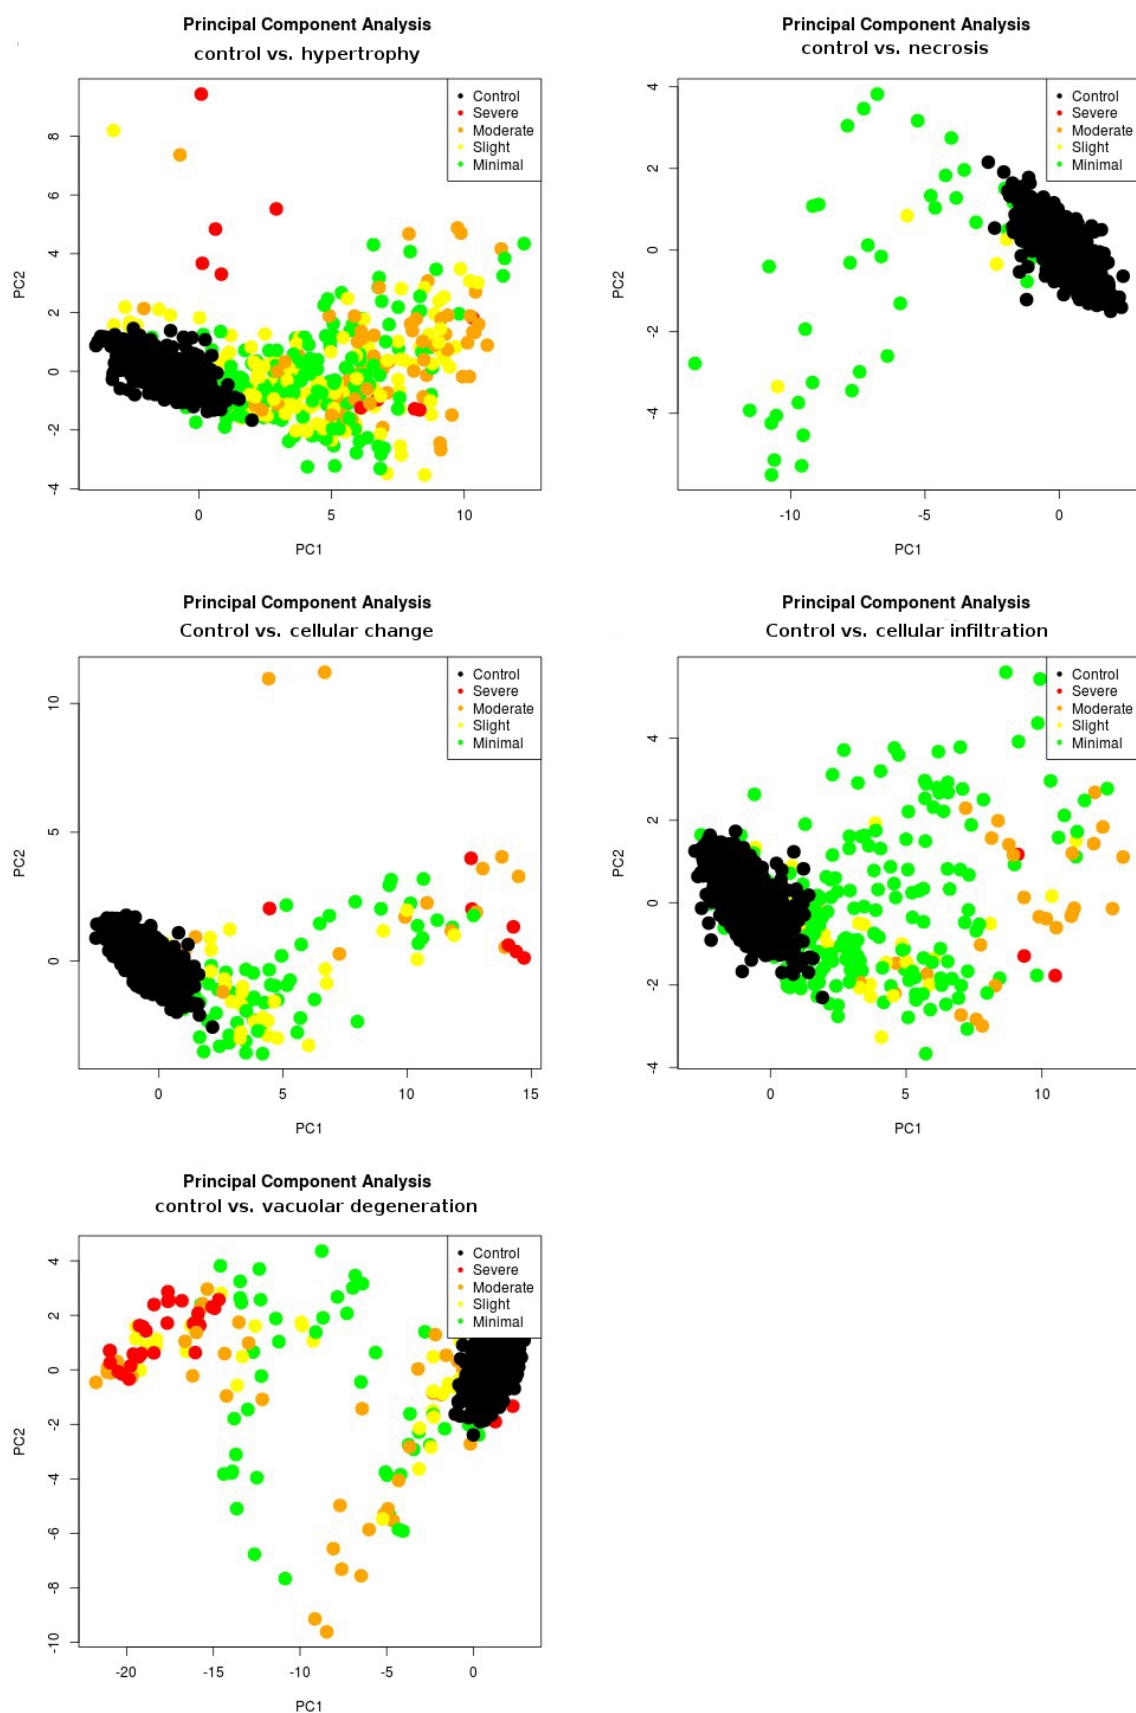 Principal Component Analysis
control vs. hypertrophy
Control
Severe
Moderate
Slight
Minimal
8
6
4
2
0
-2
-4
PC2
0 5 10
PC1
Principal Component Analysis
control vs. necrosis
Control
Severe
Moderate
Slight
Minimal
4
2
0
-2
-4
PC2
-10 -5 0
PC1
Principal Component Analysis
Control vs. cellular change
Control
Severe
Moderate
Slight
Minimal
10
5
0
PC2
0 5 10 15
PC1
Principal Component Analysis
Control vs. cellular infiltration
Control
Severe
Moderate
Slight
Minimal
4
2
0
-2
-4
PC2
0 5 10
PC1
Principal Component Analysis
control vs. vacuolar degeneration
Control
Severe
Moderate
Slight
Minimal
4
2
0
-2
-4
-6
-8
-10
PC2
-20 -15 -10 -5 0
PC1